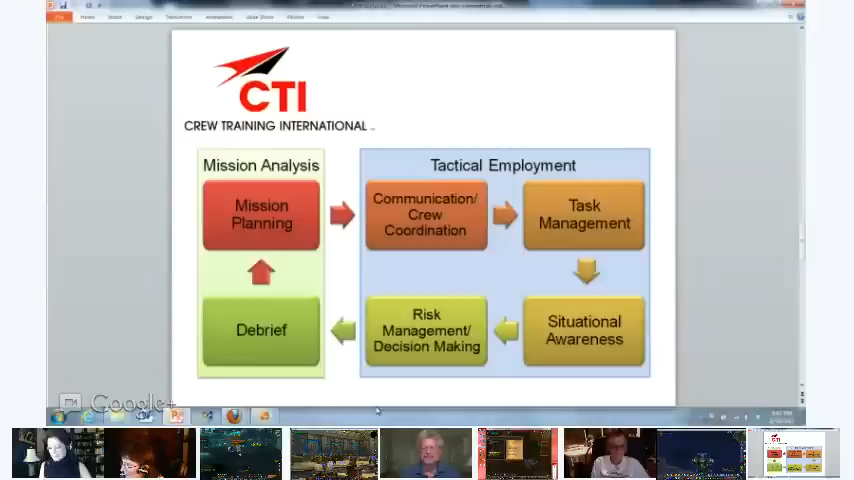 CTI
CREW TRAINING INTERNATIONAL
Mission Analysis
Tactical Employment
Mission
Planning
Communication/
Crew
Coordination
Task
Management
Debrief
Risk
Management/
Decision Making
Situational
Awareness
Google+